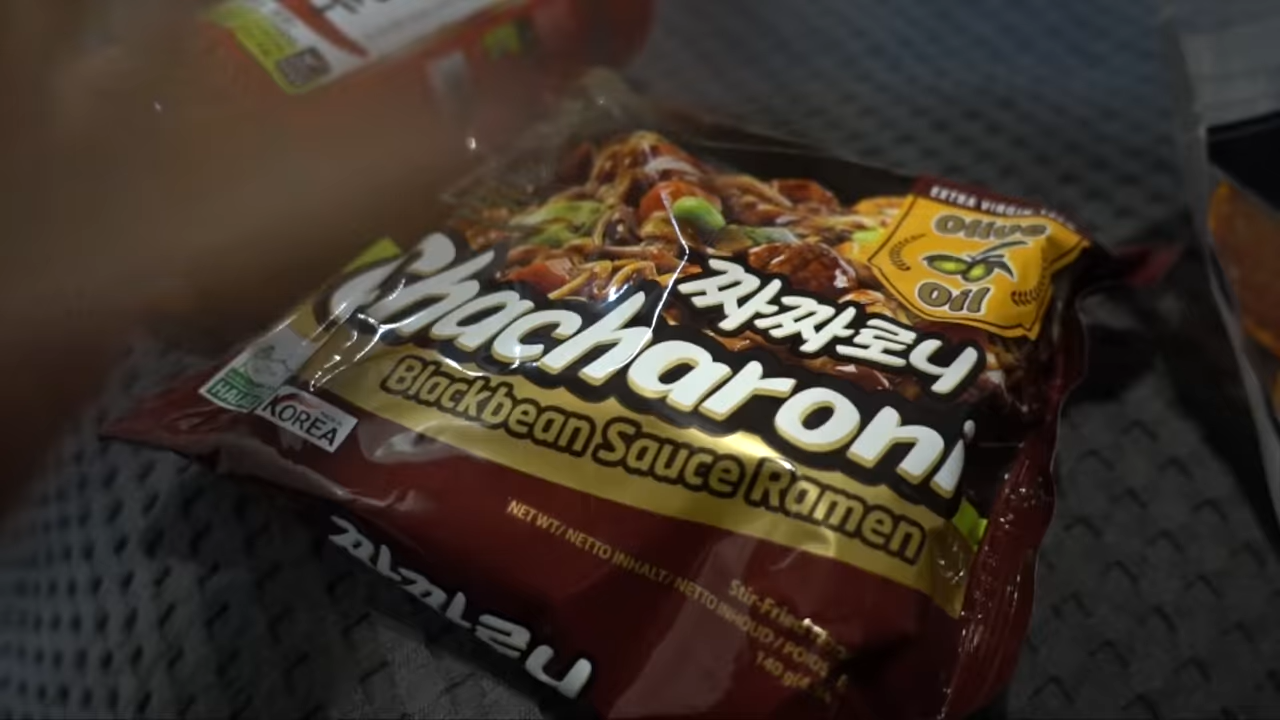 EXTRA VIRGIN
Olive
Oil
짜짜로니
Chacharoni
Blackbean Sauce Ramen
HALAL
KOREA
NET WT/ NETTO INHALT/ NETTO INHOUD / POIDS
Stir-Fried
140 g
짜짜로니